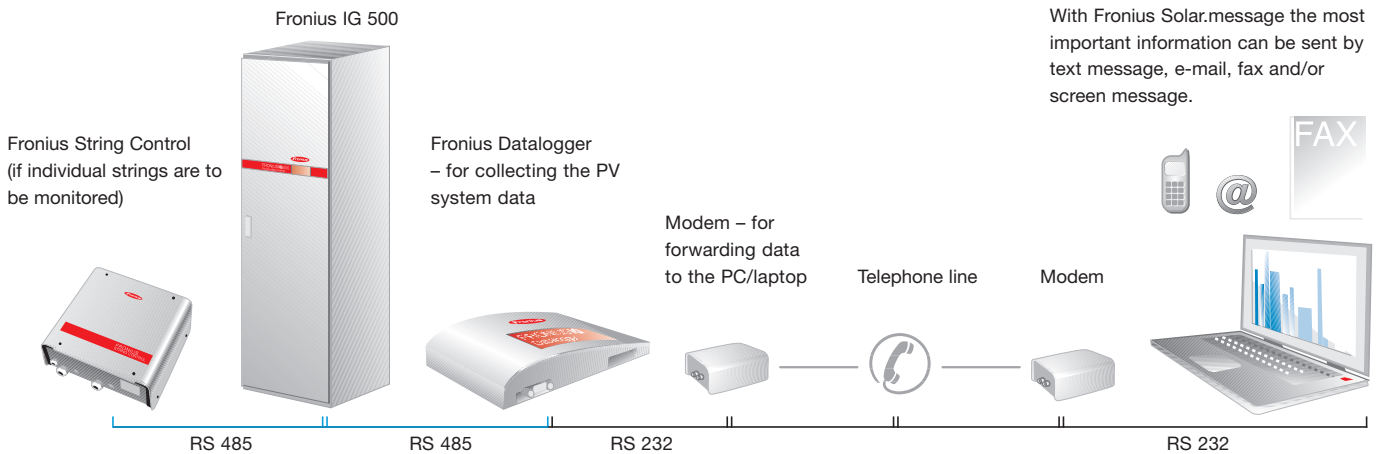 Fronius IG 500
With Fronius Solar.message the most
important information can be sent by
text message, e-mail, fax and/or
screen message.
Fronius String Control
(if individual strings are to
be monitored)
Fronius Datalogger
– for collecting the PV
system data
Modem – for
forwarding data
to the PC/laptop
Telephone line
Modem
FAX
@
Fronius
RS 485
RS 485
RS 232
RS 232